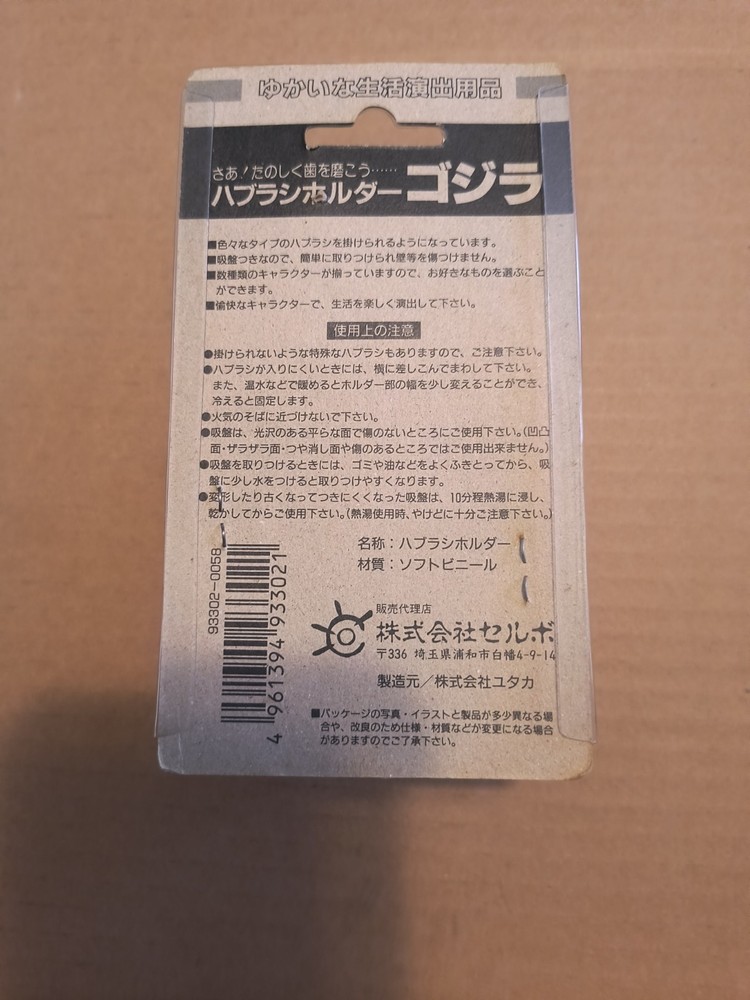 ゆかいな生活演出用品
さあ!たのしく歯を磨こう……
ハブラシホルダーゴジラ
■色々なタイプのハブラシを掛けられるようになっています。
■吸盤つきなので、簡単に取りつけられ壁等を傷つけません。
■数種類のキャラクターが揃っていますので、お好きなものを選ぶこと
ができます。
■愉快なキャラクターで、生活を楽しく演出して下さい。
使用上の注意
●掛けられないような特殊なハブラシもありますので、ご注意下さい。
●ハブラシが入りにくいときには、横に差しこんでまわして下さい。
また、温水などで暖めるとホルダー部の幅を少し変えることができ、
冷えると固定します。
●火気のそばに近づけないで下さい。
●吸盤は、光沢のある平らな面で傷のないところにご使用下さい。(凹凸
面・ザラザラ面・つや消し面や傷のあるところではご使用出来ません。)
●吸盤を取りつけるときには、ゴミや油などをよくふきとってから、吸
盤に少し水をつけると取りつけやすくなります。
●変形したり古くなってつきにくくなった吸盤は、10分程熱湯に浸し、
乾かしてからご使用下さい。(熱湯使用時、やけどに十分ご注意下さい。)
93302-0058
4 961394 933021
名称:ハブラシホルダー
材質:ソフトビニール
販売代理店
株式会社セルボ
〒336 埼玉県浦和市白幡4-9-14
製造元/株式会社ユタカ
■パッケージの写真・イラストと製品が多少異なる場
合や、改良のため仕様・材質などが変更になる場合
がありますのでご了承下さい。